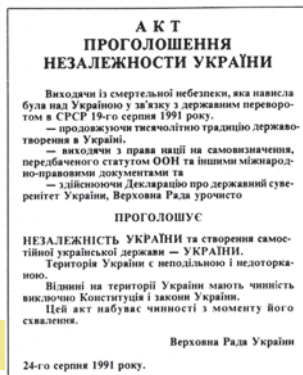 АКТ
ПРОГОЛОШЕННЯ
НЕЗАЛЕЖНОСТИ УКРАЇНИ
Виходячи із смертельної небезпеки, яка нависла
була над Україною у зв'язку з державним переворо-
том в СРСР 19-го серпня 1991 року.
— продовжуючи тисячолітню традицію державо-
творення в Україні.
— виходячи з права нації на самовизначення,
передбаченого статутом ООН та іншими міжнарод-
но-правовими документами та
— здійснюючи Декларацію про державний суве-
ренітет України, Верховна Рада урочисто
ПРОГОЛОШУЄ
НЕЗАЛЕЖНІСТЬ УКРАЇНИ та створення самос-
тійної української держави — УКРАЇНИ.
Територія України є неподільною і недоторка-
ною.
Віднині на території України мають чинність
виключно Конституція і закони України.
Цей акт набуває чинності з моменту його
схвалення.
Верховна Рада України
24-го серпня 1991 року.